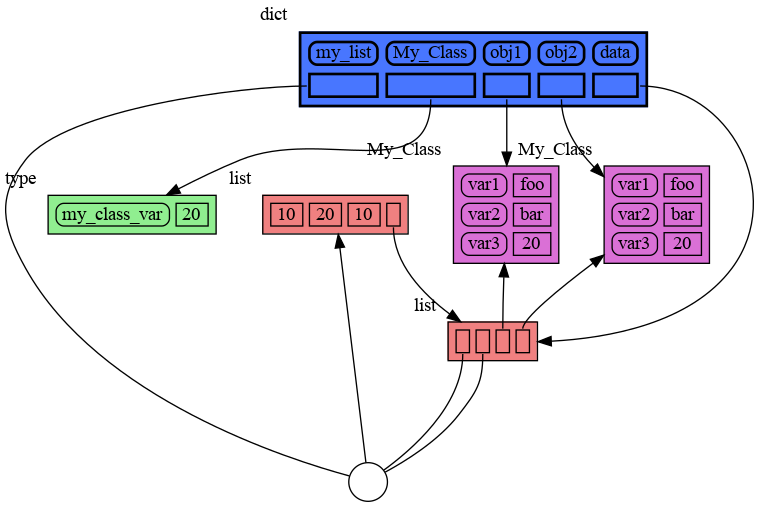 dict
my_list My_Class obj1 obj2 data
My_Class My_Class
type list
var1 foo var1 foo
my_class_var 20 10 20 10 var2 bar var2 bar
var3 20 var3 20
list